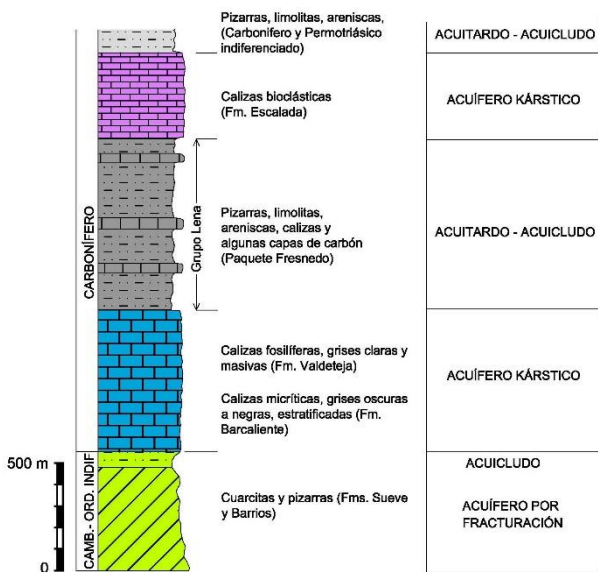 Pizarras, limolitas, areniscas,
(Carbonífero y Permotriásico
indiferenciado)
ACUITARDO - ACUICLUDO
Calizas bioclásticas
(Fm. Escalada)
ACUÍFERO KÁRSTICO
CARBONÍFERO
Grupo Lena
Pizarras, limolitas,
areniscas, calizas y
algunas capas de carbón
(Paquete Fresnedo)
ACUITARDO - ACUICLUDO
Calizas fosilíferas, grises claras y
masivas (Fm. Valdeteja)
Calizas micríticas, grises oscuras
a negras, estratificadas (Fm.
Barcaliente)
ACUÍFERO KÁRSTICO
500 m
0
CAMB.- ORD. INDIF
Cuarcitas y pizarras (Fms. Sueve
y Barrios)
ACUICLUDO
ACUÍFERO POR
FRACTURACIÓN